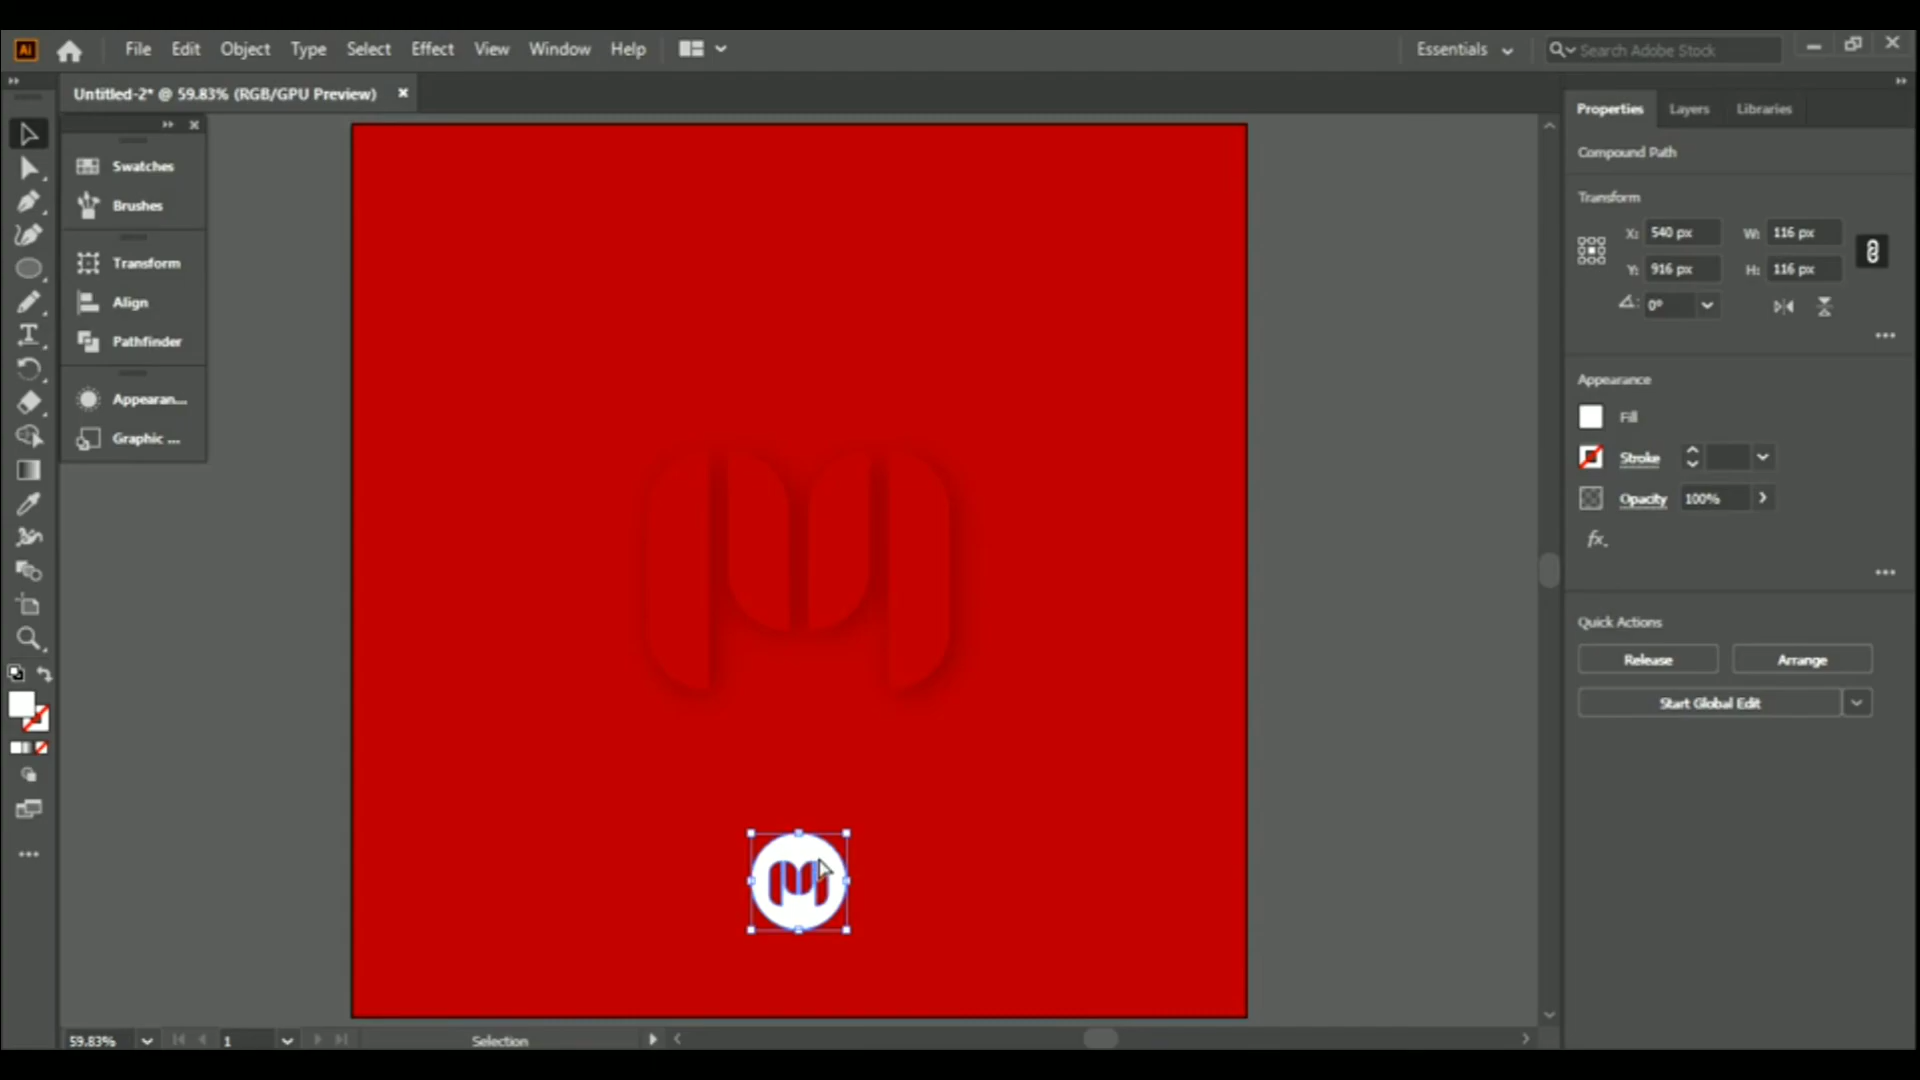 Ai File Edit Object Type Select Effect View Window Help Essentials Search Adobe Stock
Untitled-2* @ 59.83% (RGB/GPU Preview)
Swatches
Brushes
Transform
Align
Pathfinder
Appearan...
Graphic ...
Properties Layers Libraries
Compound Path
Transform
X: 540 px W: 116 px
Y: 916 px H: 116 px
0°
Appearance
Fill
Stroke
Opacity 100%
fx.
Quick Actions
Release Arrange
Start Global Edit
59.83% 1 Selection